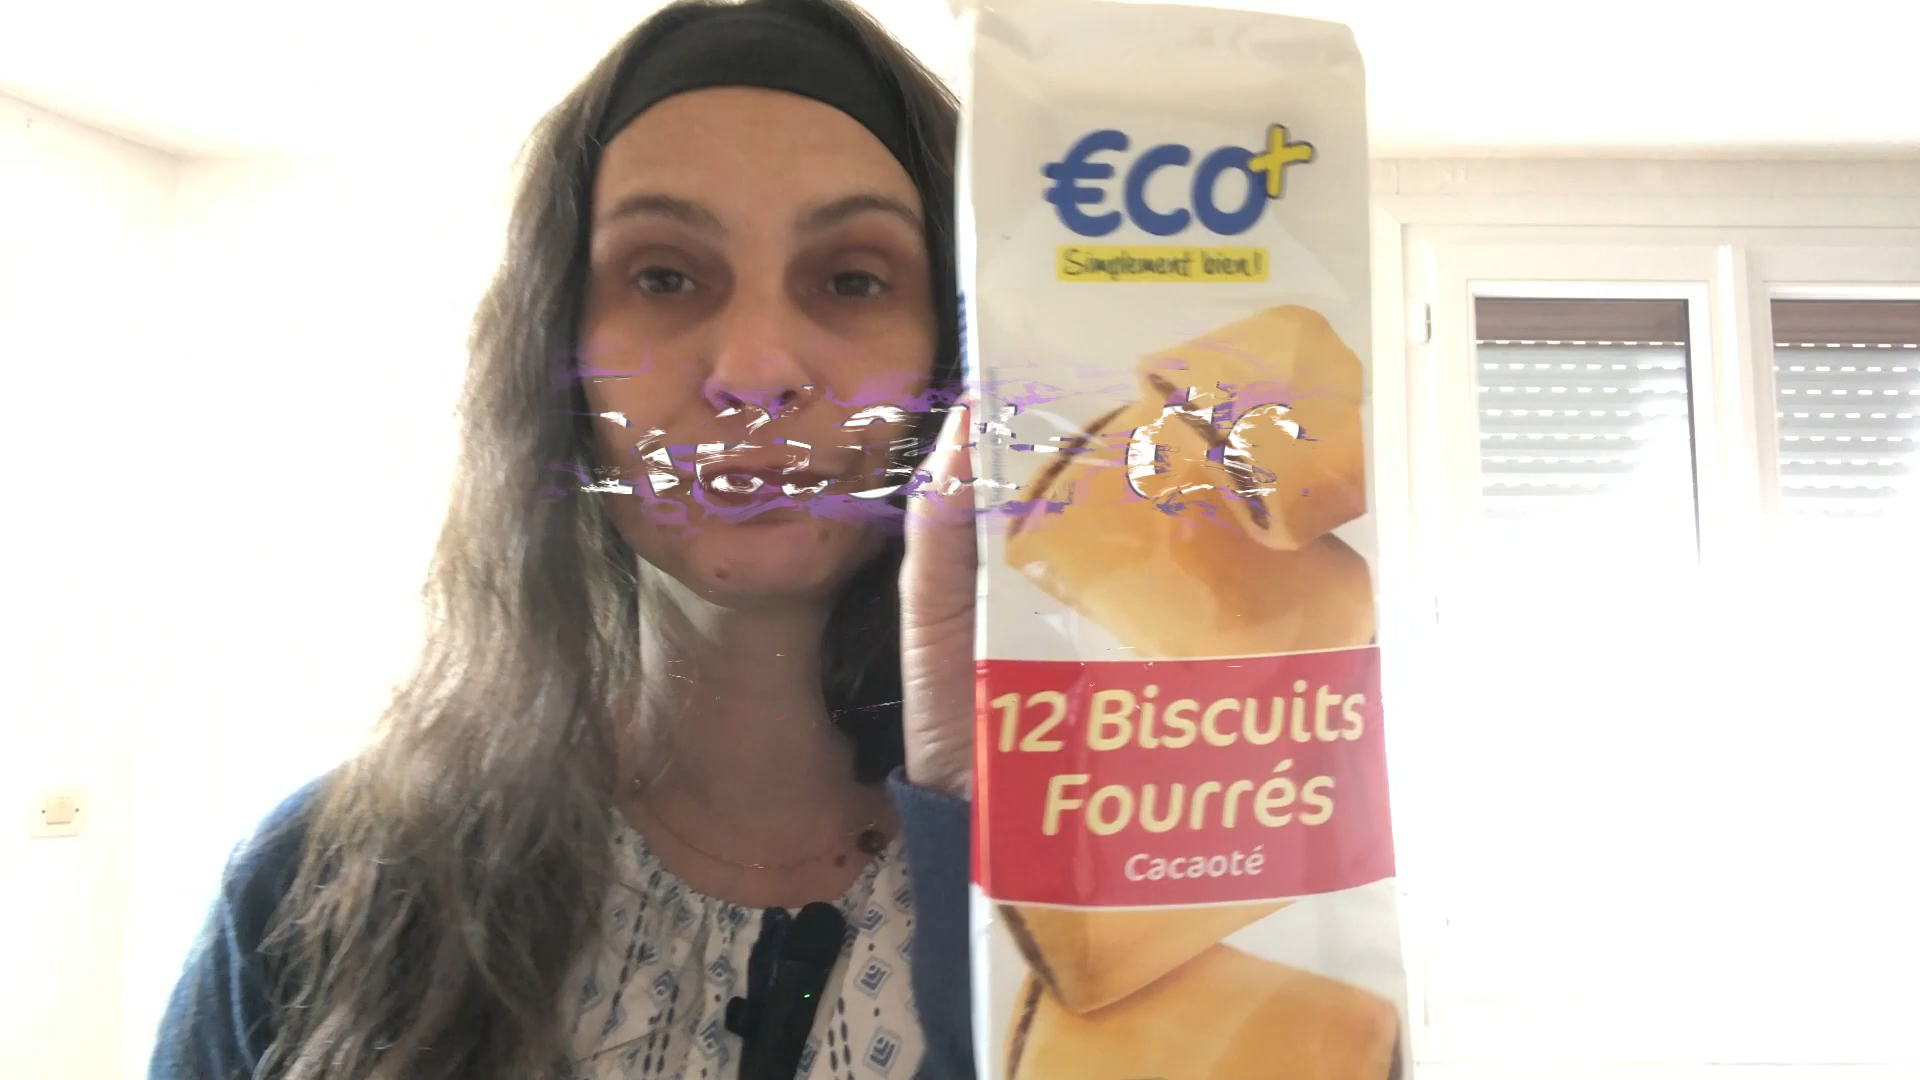 €CO+
Simplement bien!
12 Biscuits
Fourrés
Cacaoté